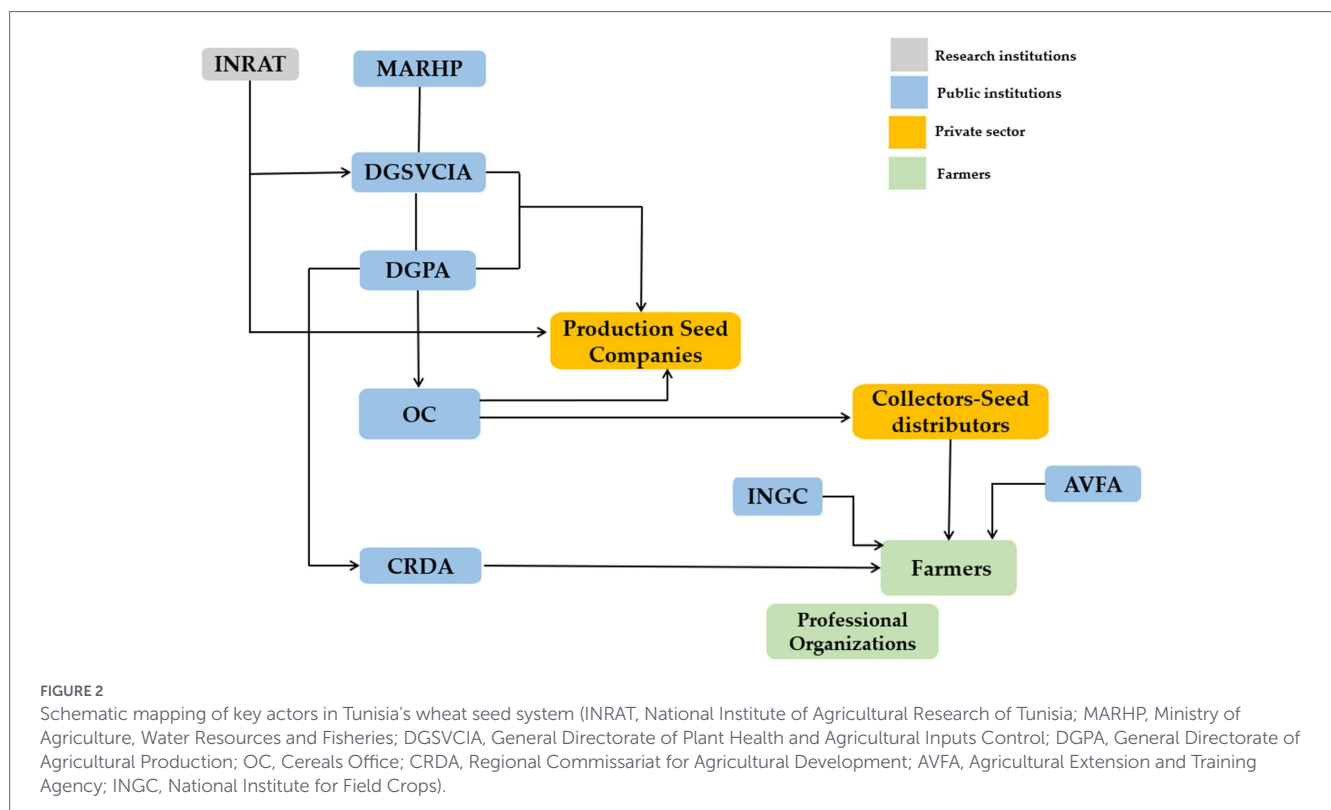 INRAT
MARHP
Research institutions
Public institutions
Private sector
Farmers
DGSVCIA
DGPA
Production Seed
Companies
OC
Collectors-Seed
distributors
INGC
AVFA
CRDA
Farmers
Professional
Organizations
FIGURE 2
Schematic mapping of key actors in Tunisia's wheat seed system (INRAT, National Institute of Agricultural Research of Tunisia; MARHP, Ministry of
Agriculture, Water Resources and Fisheries; DGSVCIA, General Directorate of Plant Health and Agricultural Inputs Control; DGPA, General Directorate of
Agricultural Production; OC, Cereals Office; CRDA, Regional Commissariat for Agricultural Development; AVFA, Agricultural Extension and Training
Agency; INGC, National Institute for Field Crops).